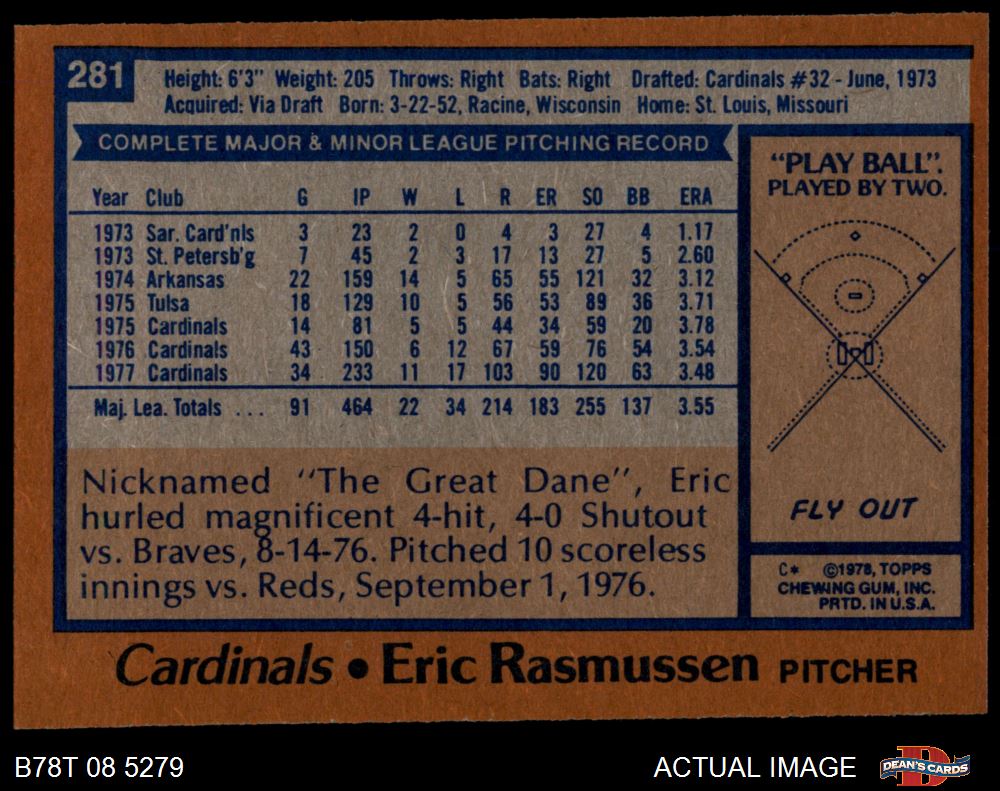 281
Height: 6'3" Weight: 205 Throws: Right Bats: Right Drafted: Cardinals #32 - June, 1973
Acquired: Via Draft Born: 3-22-52, Racine, Wisconsin Home: St. Louis, Missouri
COMPLETE MAJOR & MINOR LEAGUE PITCHING RECORD
Year Club G IP W L R ER SO BB ERA
1973 Sar. Card'nls 3 23 2 0 4 3 27 4 1.17
1973 St. Petersb'g 7 45 2 3 17 13 27 5 2.60
1974 Arkansas 22 159 14 5 65 55 121 32 3.12
1975 Tulsa 18 129 10 5 56 53 89 36 3.71
1975 Cardinals 14 81 5 5 44 34 59 20 3.78
1976 Cardinals 43 150 6 12 67 59 76 54 3.54
1977 Cardinals 34 233 11 17 103 90 120 63 3.48
Maj. Lea. Totals ... 91 464 22 34 214 183 255 137 3.55
Nicknamed "The Great Dane", Eric
hurled magnificent 4-hit, 4-0 Shutout
vs. Braves, 8-14-76. Pitched 10 scoreless
innings vs. Reds, September 1, 1976.
"PLAY BALL".
PLAYED BY TWO.
FLY OUT
C* ©1978, TOPPS
CHEWING GUM, INC.
PRTD. IN U.S.A.
Cardinals • Eric Rasmussen PITCHER
B78T 08 5279
ACTUAL IMAGE
D
DEAN'S CARDS